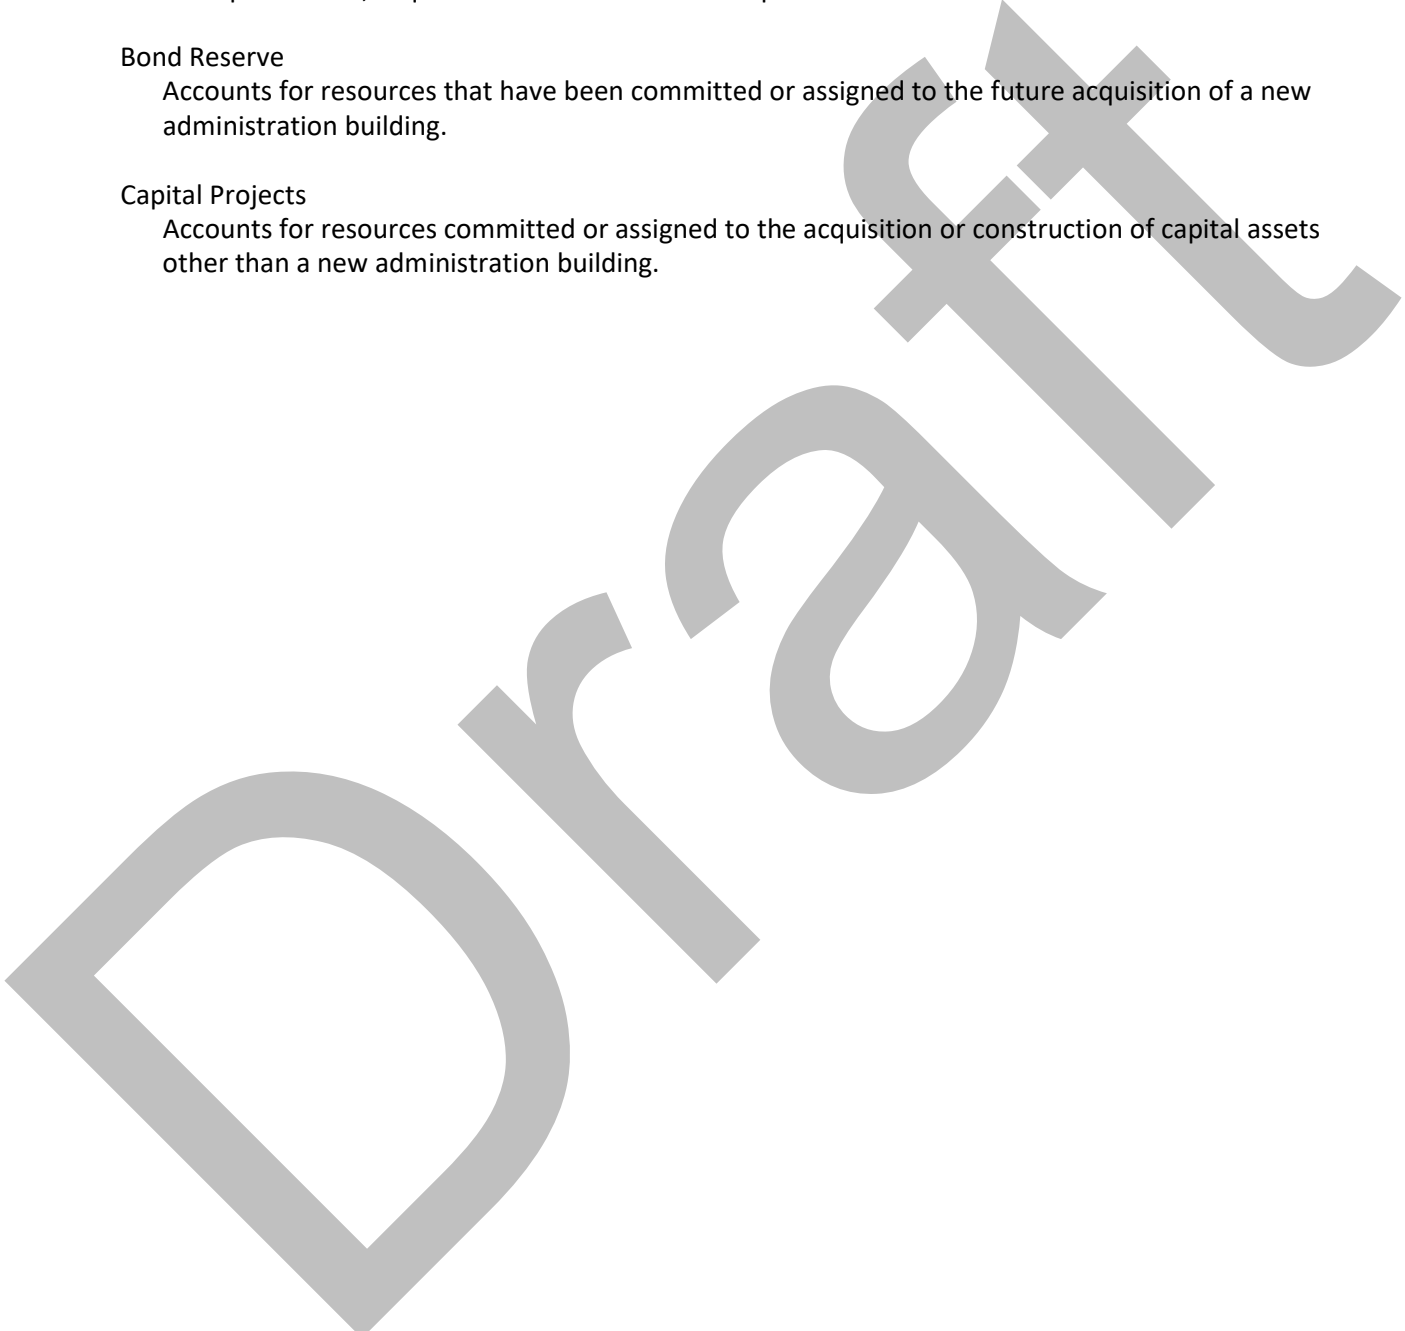 Bond Reserve
Accounts for resources that have been committed or assigned to the future acquisition of a new
administration building.
Capital Projects
Accounts for resources committed or assigned to the acquisition or construction of capital assets
other than a new administration building.
Draft